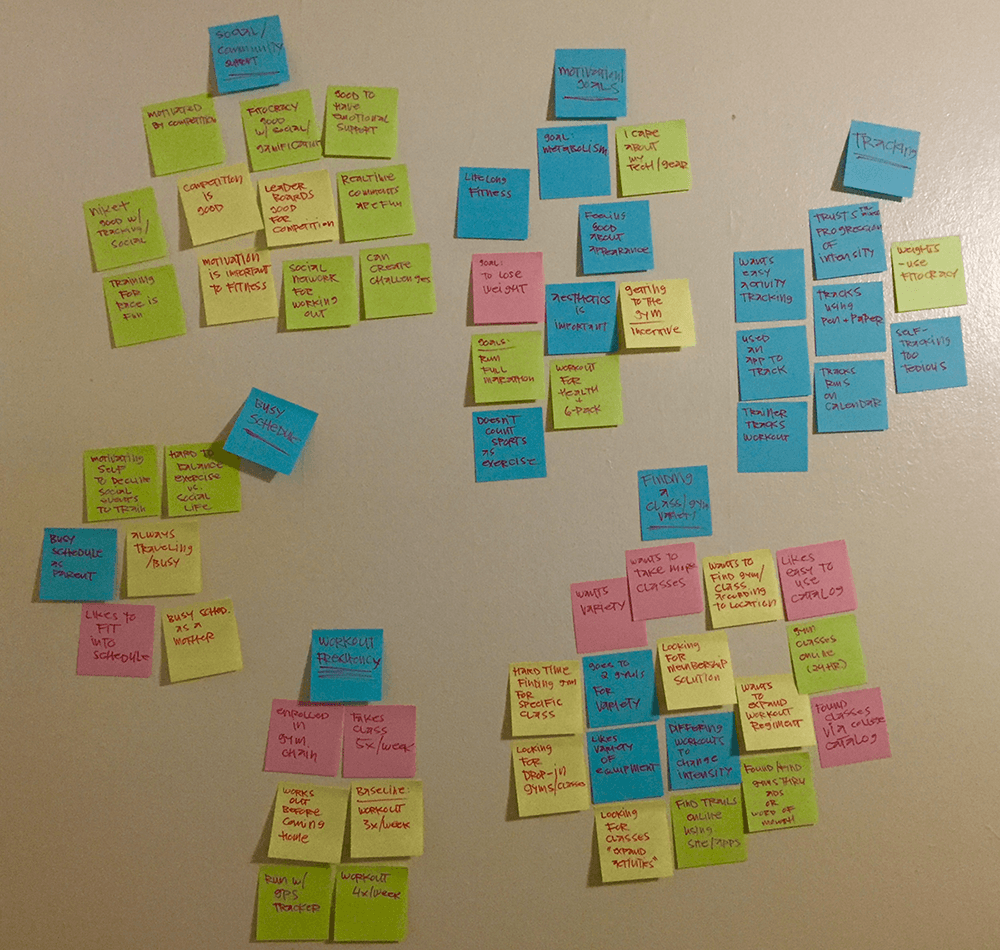 SOCIAL/
COMMUNITY
SUPPORT
MOTIVATED
BY COMPETITION
FITOCRACY
GOOD
W/ SOCIAL/
GOOD TO
HAVE
EMOTIONAL
SUPPORT
NIKE+
GOOD W/
TRACKING/
SOCIAL
COMPETITION
IS
GOOD
LEADER
BOARDS
GOOD
FOR
COMPETITION
REALTIME
COMMENTS
ARE FUN
TRAINING
FOR
RACE IS
FUN
MOTIVATION
IS IMPORTANT
TO FITNESS
SOCIAL
NETWORK
FOR
WORKING
OUT
CAN
CREATE
CHALLENGES
MOTIVATION/
GOALS
GOAL:
METABOLISM
I CARE
ABOUT
MY
TECH/GEAR
LIFELONG
FITNESS
FEELING
GOOD
ABOUT
APPEARANCE
GOAL:
TO LOSE
WEIGHT
AESTHETICS
IS
IMPORTANT
GETTING
TO THE
GYM
INCENTIVE
GOALS:
RUN
FULL
MARATHON
WORKOUT
FOR
HEALTH
+
6-PACK
DOESN'T
COUNT
SPORTS
AS
EXERCISE
TRACKING
TRUSTS
PROGRESSION
OF
INTENSITY
WEIGHTS
- USE
FITOCRACY
WANTS
EASY
ACTIVITY
TRACKING
TRACKS
USING
PEN + PAPER
SELF-
TRACKING
TOO
TEDIOUS
USED
AN
APP TO
TRACK
TRACKS
RUNS
ON
CALENDAR
TRAINER
TRACKS
WORKOUT
BUSY
SCHEDULE
MOTIVATING
SELF
TO DECLINE
SOCIAL
EVENTS
TO TRAIN
HARD TO
BALANCE
EXERCISE
VS.
SOCIAL
LIFE
BUSY
SCHEDULE
AS
PARENT
ALWAYS
TRAVELING
/BUSY
LIKES TO
FIT
INTO
SCHEDULE
BUSY SCHED.
AS A
MOTHER
WORKOUT
FREQUENCY
ENROLLED
IN
GYM
CHAIN
TAKES
CLASS
5X/WEEK
WORKS
OUT
BEFORE
COMING
HOME
BASELINE:
WORKOUT
3X/WEEK
RUN W/
GPS
TRACKER
WORKOUT
4X/WEEK
FINDING
A
CLASS/GYM
VARIETY
WANTS
VARIETY
WANTS TO
TAKE MORE
CLASSES
WANTS TO
FIND GYM/
CLASS
ACCORDING
TO LOCATION
LIKES
EASY TO
USE
CATALOG
HARD TIME
FINDING GYM
FOR
SPECIFIC
CLASS
GOES TO
2 GYMS
FOR
VARIETY
LOOKING
FOR
MEMBERSHIP
SOLUTION
GYM
CLASSES
ONLINE
(24HR)
WANTS
TO
EXPAND
WORKOUT
REGIMENT
FOUND
CLASSES
VIA COLLEGE
CATALOG
LOOKING
FOR
DROP-IN
GYMS/CLASSES
LIKES
VARIETY
OF
EQUIPMENT
DIFFERING
WORKOUTS
TO
CHANGE
INTENSITY
FOUND/FIND
GYMS THRU
ADS
OR
WORD OF
MOUTH
LOOKING
FOR
CLASSES
"EXPAND
ACTIVITIES"
FIND TRAILS
ONLINE
USING
SITE/APPS